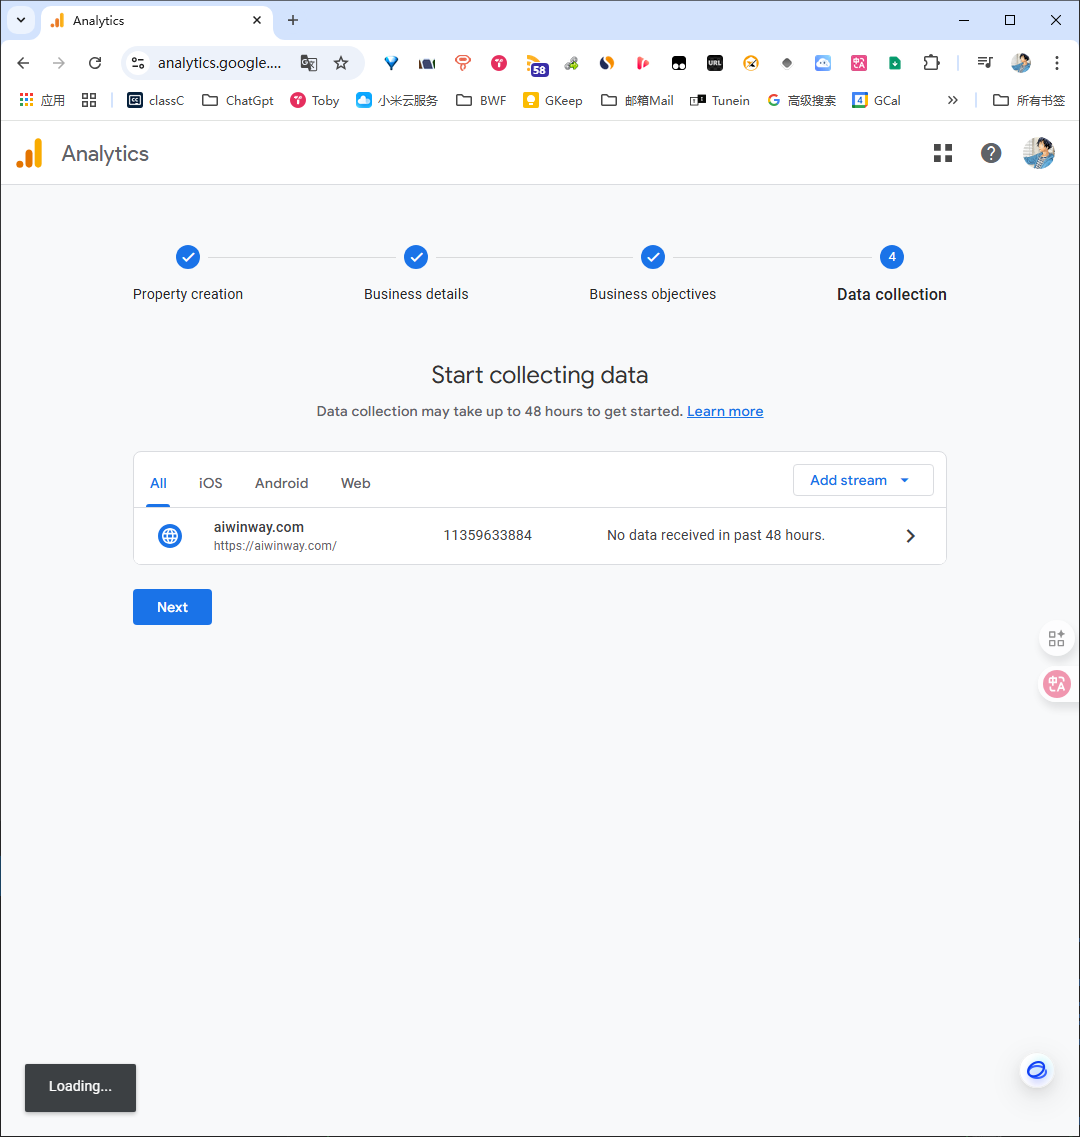 Analytics
analytics.google....
58
URL
应用
classC
ChatGpt
Toby
小米云服务
BWF
GKeep
邮箱Mail
Tunein
高级搜索
GCal
所有书签
Analytics
4
Property creation
Business details
Business objectives
Data collection
Start collecting data
Data collection may take up to 48 hours to get started. Learn more
All
iOS
Android
Web
Add stream
aiwinway.com
https://aiwinway.com/
11359633884
No data received in past 48 hours.
Next
Loading...